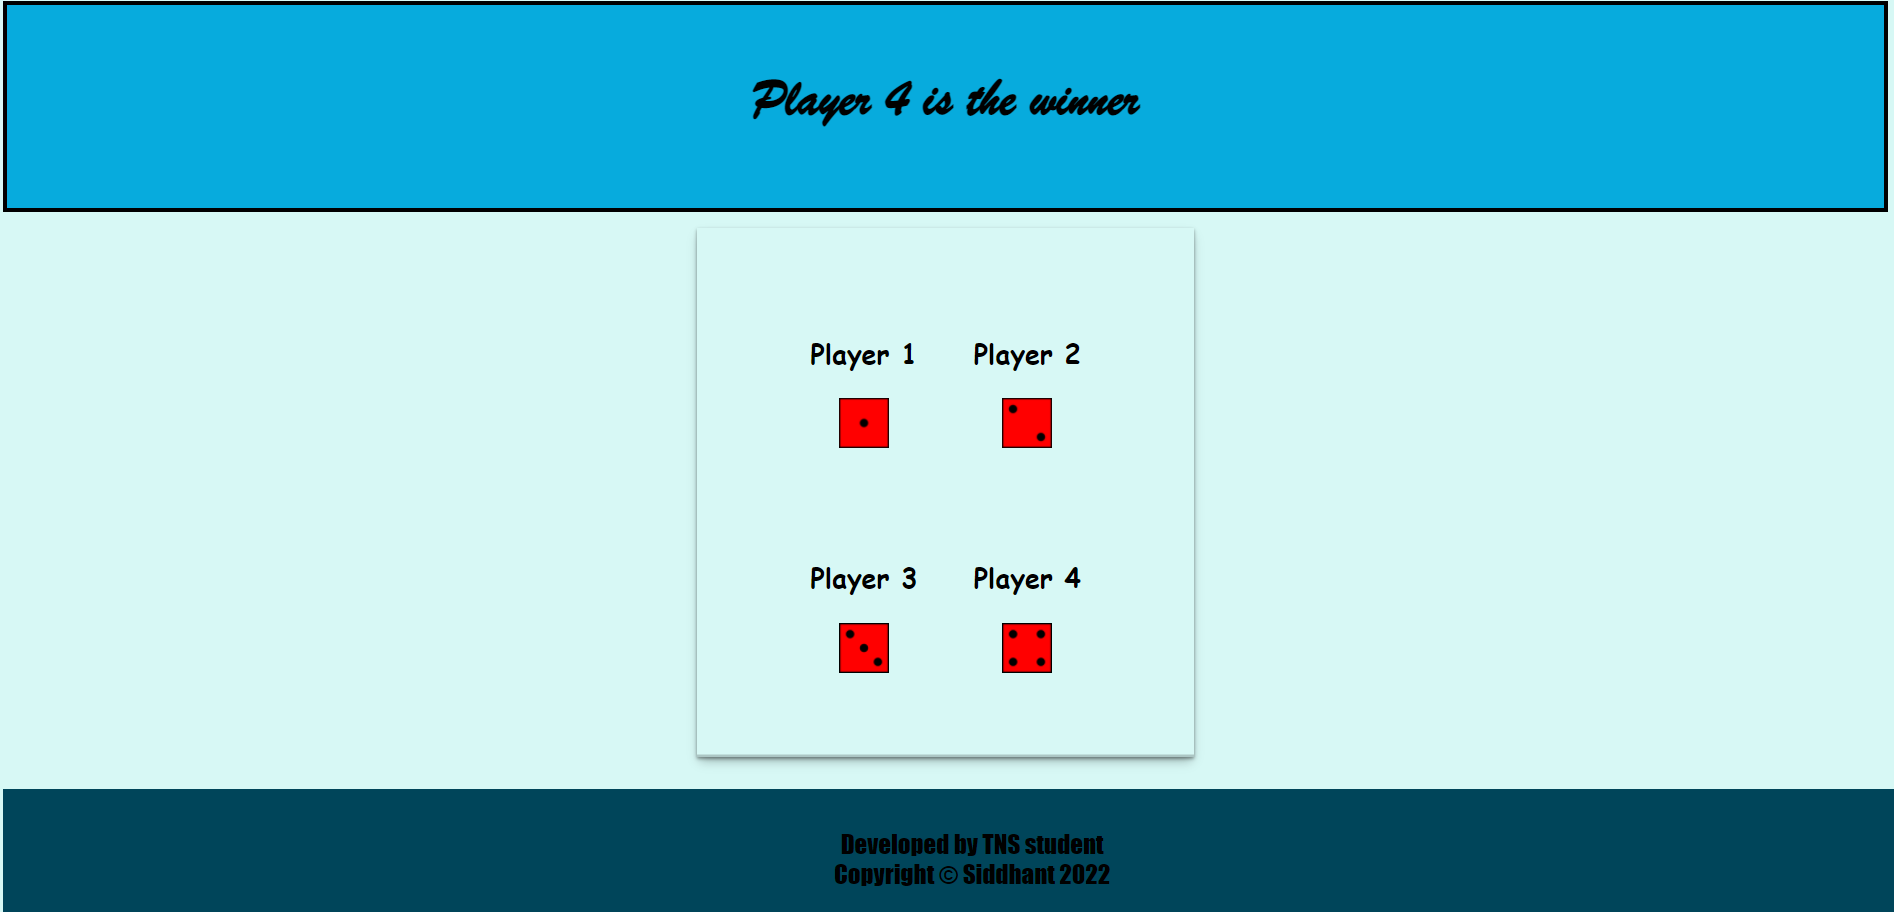 Player 4 is the winner
Player 1 Player 2
Player 3 Player 4
Developed by TNS student
Copyright © Siddhant 2022